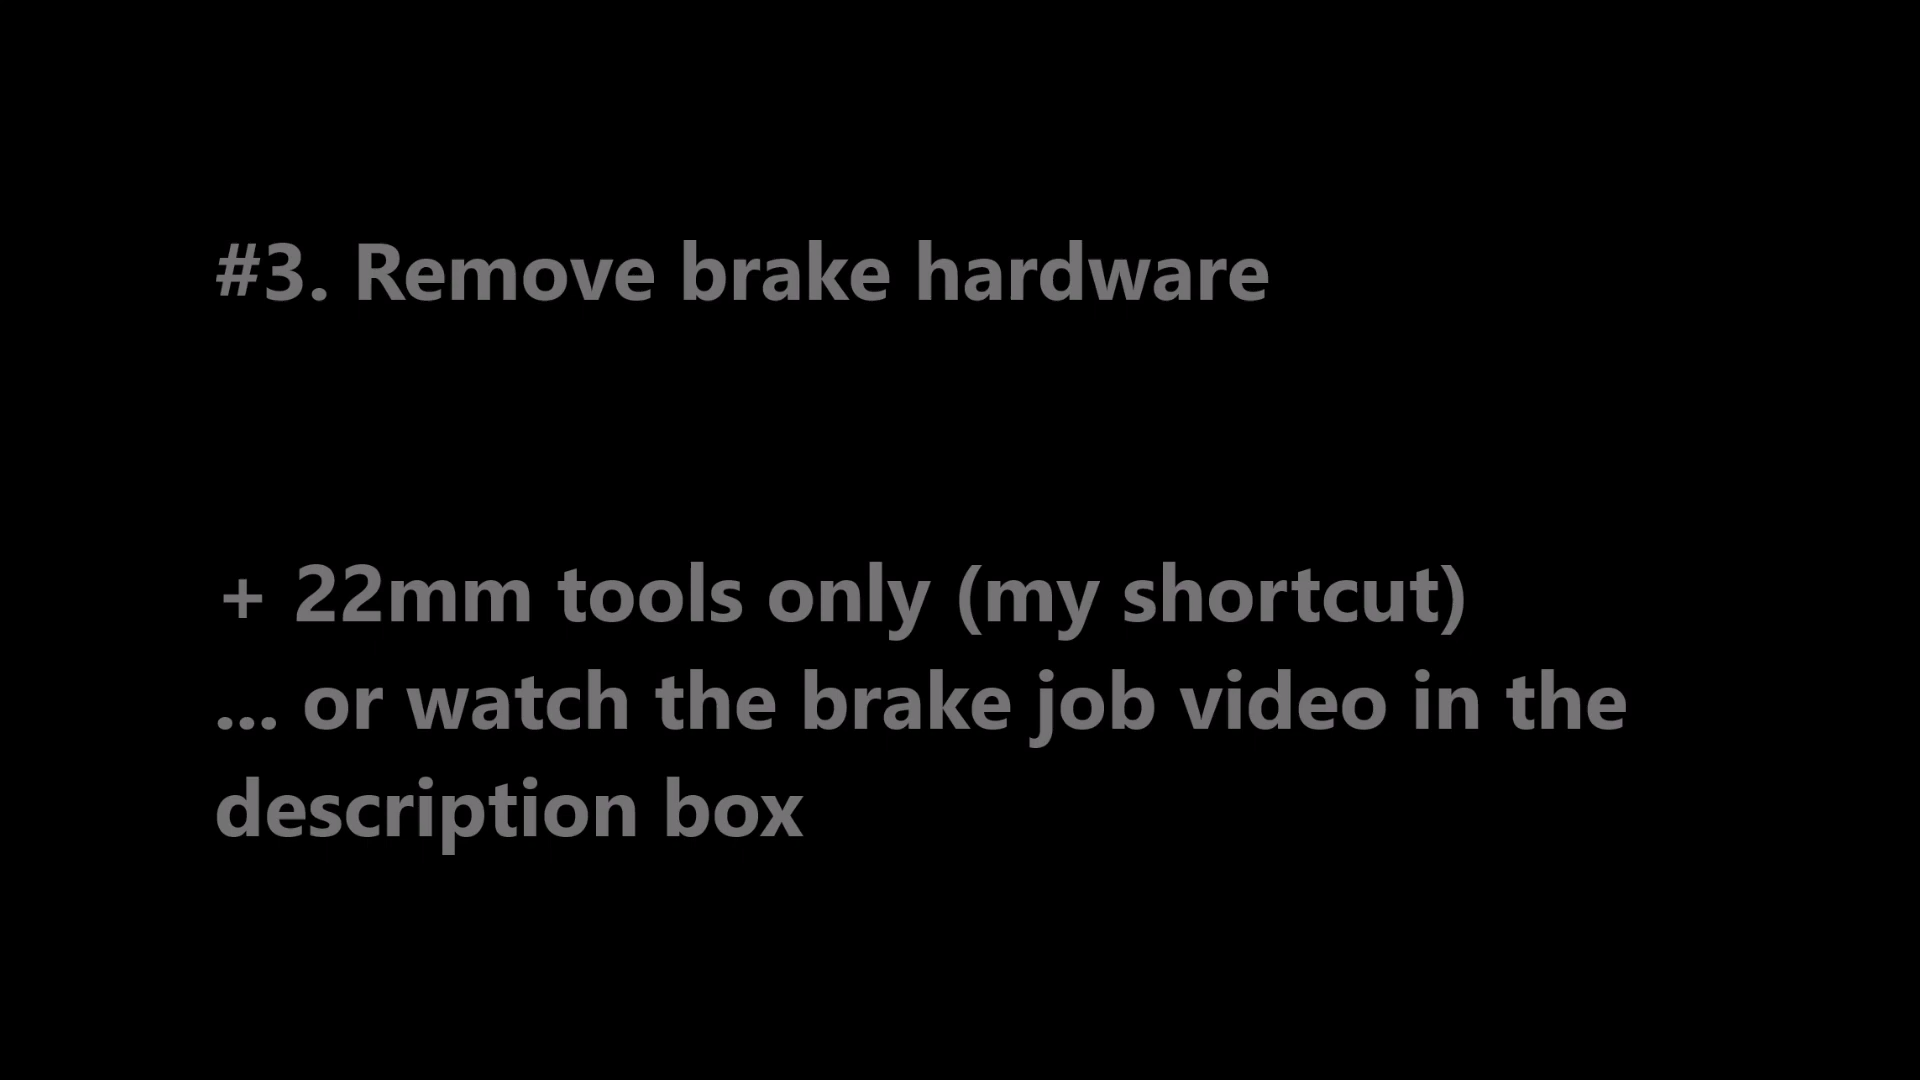 #3. Remove brake hardware
+ 22mm tools only (my shortcut)
... or watch the brake job video in the
description box